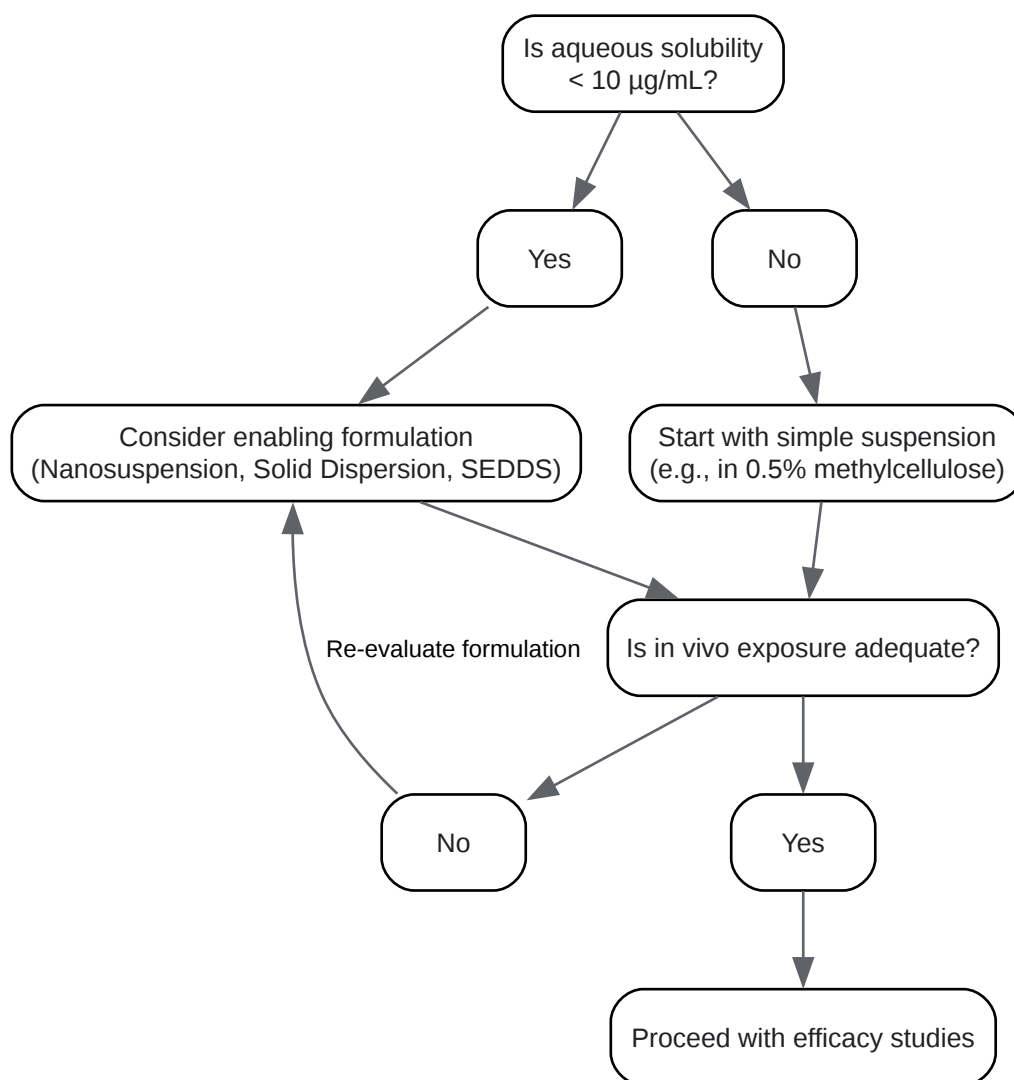 Is aqueous solubility
< 10 µg/mL?
Yes
No
Consider enabling formulation
(Nanosuspension, Solid Dispersion, SEDDS)
Start with simple suspension
(e.g., in 0.5% methylcellulose)
Re-evaluate formulation
Is in vivo exposure adequate?
No
Yes
Proceed with efficacy studies